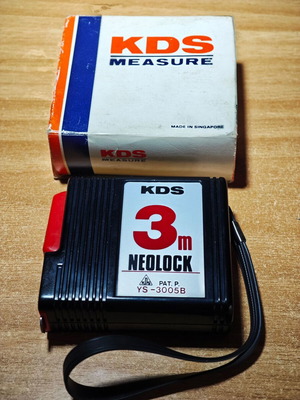 KDS
MEASURE
MADE IN SINGAPORE
KDS
MEASURE
KDS
3m
NEOLOCK
PAT. P.
YS-3005B